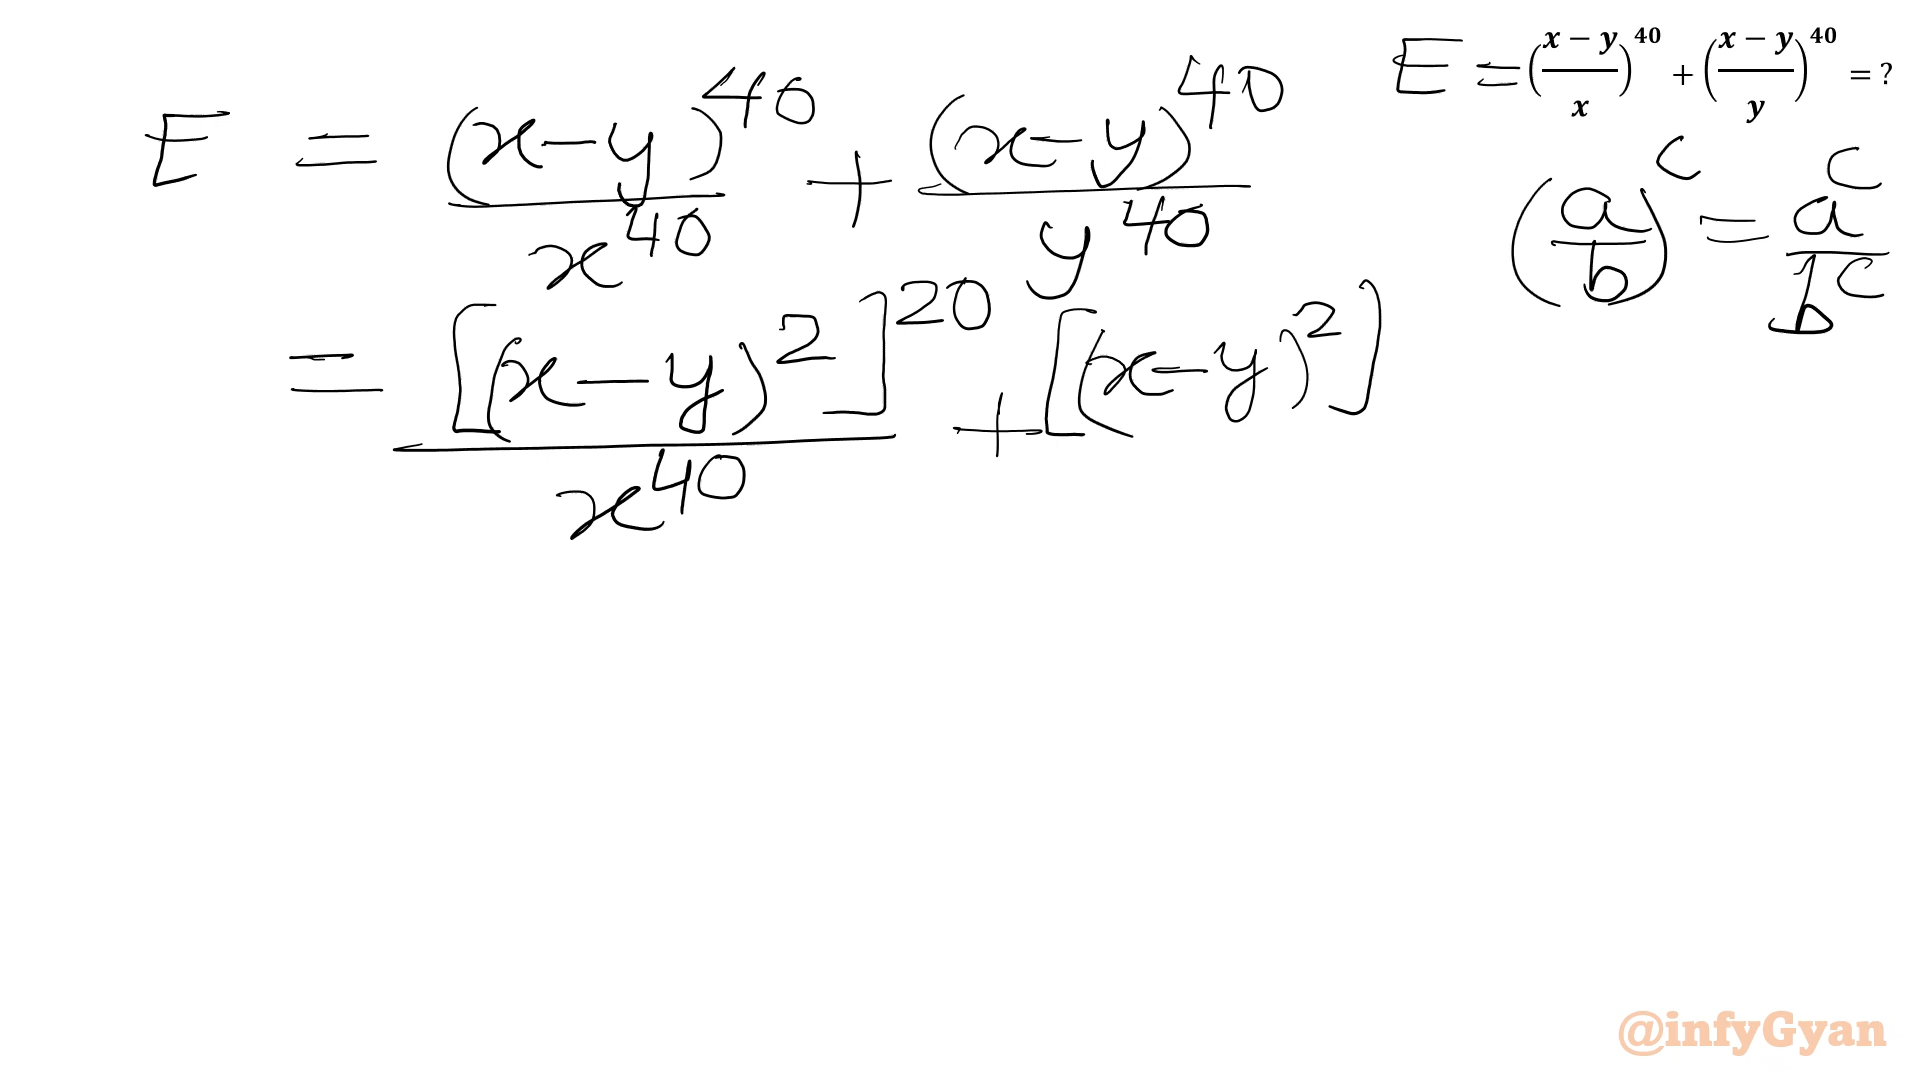 E = ((x-y)/x)^40 + ((x-y)/y)^40 = ?
E = (x-y)^40/x^40 + (x-y)^40/y^40
(a/b)^c = a^c/b^c
= [(x-y)^2]^20/x^40 + [(x-y)^2]
@infyGyan